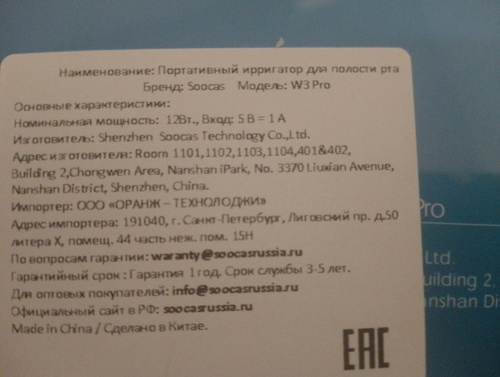 Наименование: Портативный ирригатор для полости рта
Бренд: Soocas Модель: W3 Pro
Основные характеристики:
Номинальная мощность: 12Вт., Вход: 5 В = 1 А
Изготовитель: Shenzhen Soocas Technology Co.,Ltd.
Адрес изготовителя: Room 1101,1102,1103,1104,401&402,
Building 2,Chongwen Area, Nanshan iPark, No. 3370 Liuxian Avenue,
Nanshan District, Shenzhen, China.
Импортер: ООО «ОРАНЖ – ТЕХНОЛОДЖИ»
Адрес импортера: 191040, г. Санкт-Петербург, Лиговский пр. д.50
литера Х, помещ. 44 часть неж. пом. 15Н
По вопросам гарантии: waranty@soocasrussia.ru
Гарантийный срок : Гарантия 1 год. Срок службы 3-5 лет.
Для оптовых покупателей: info@soocasrussia.ru
Официальный сайт в РФ: soocasrussia.ru
Made in China / Сделано в Китае.
EAC
Pro
Ltd.
uilding 2,
anshan Di